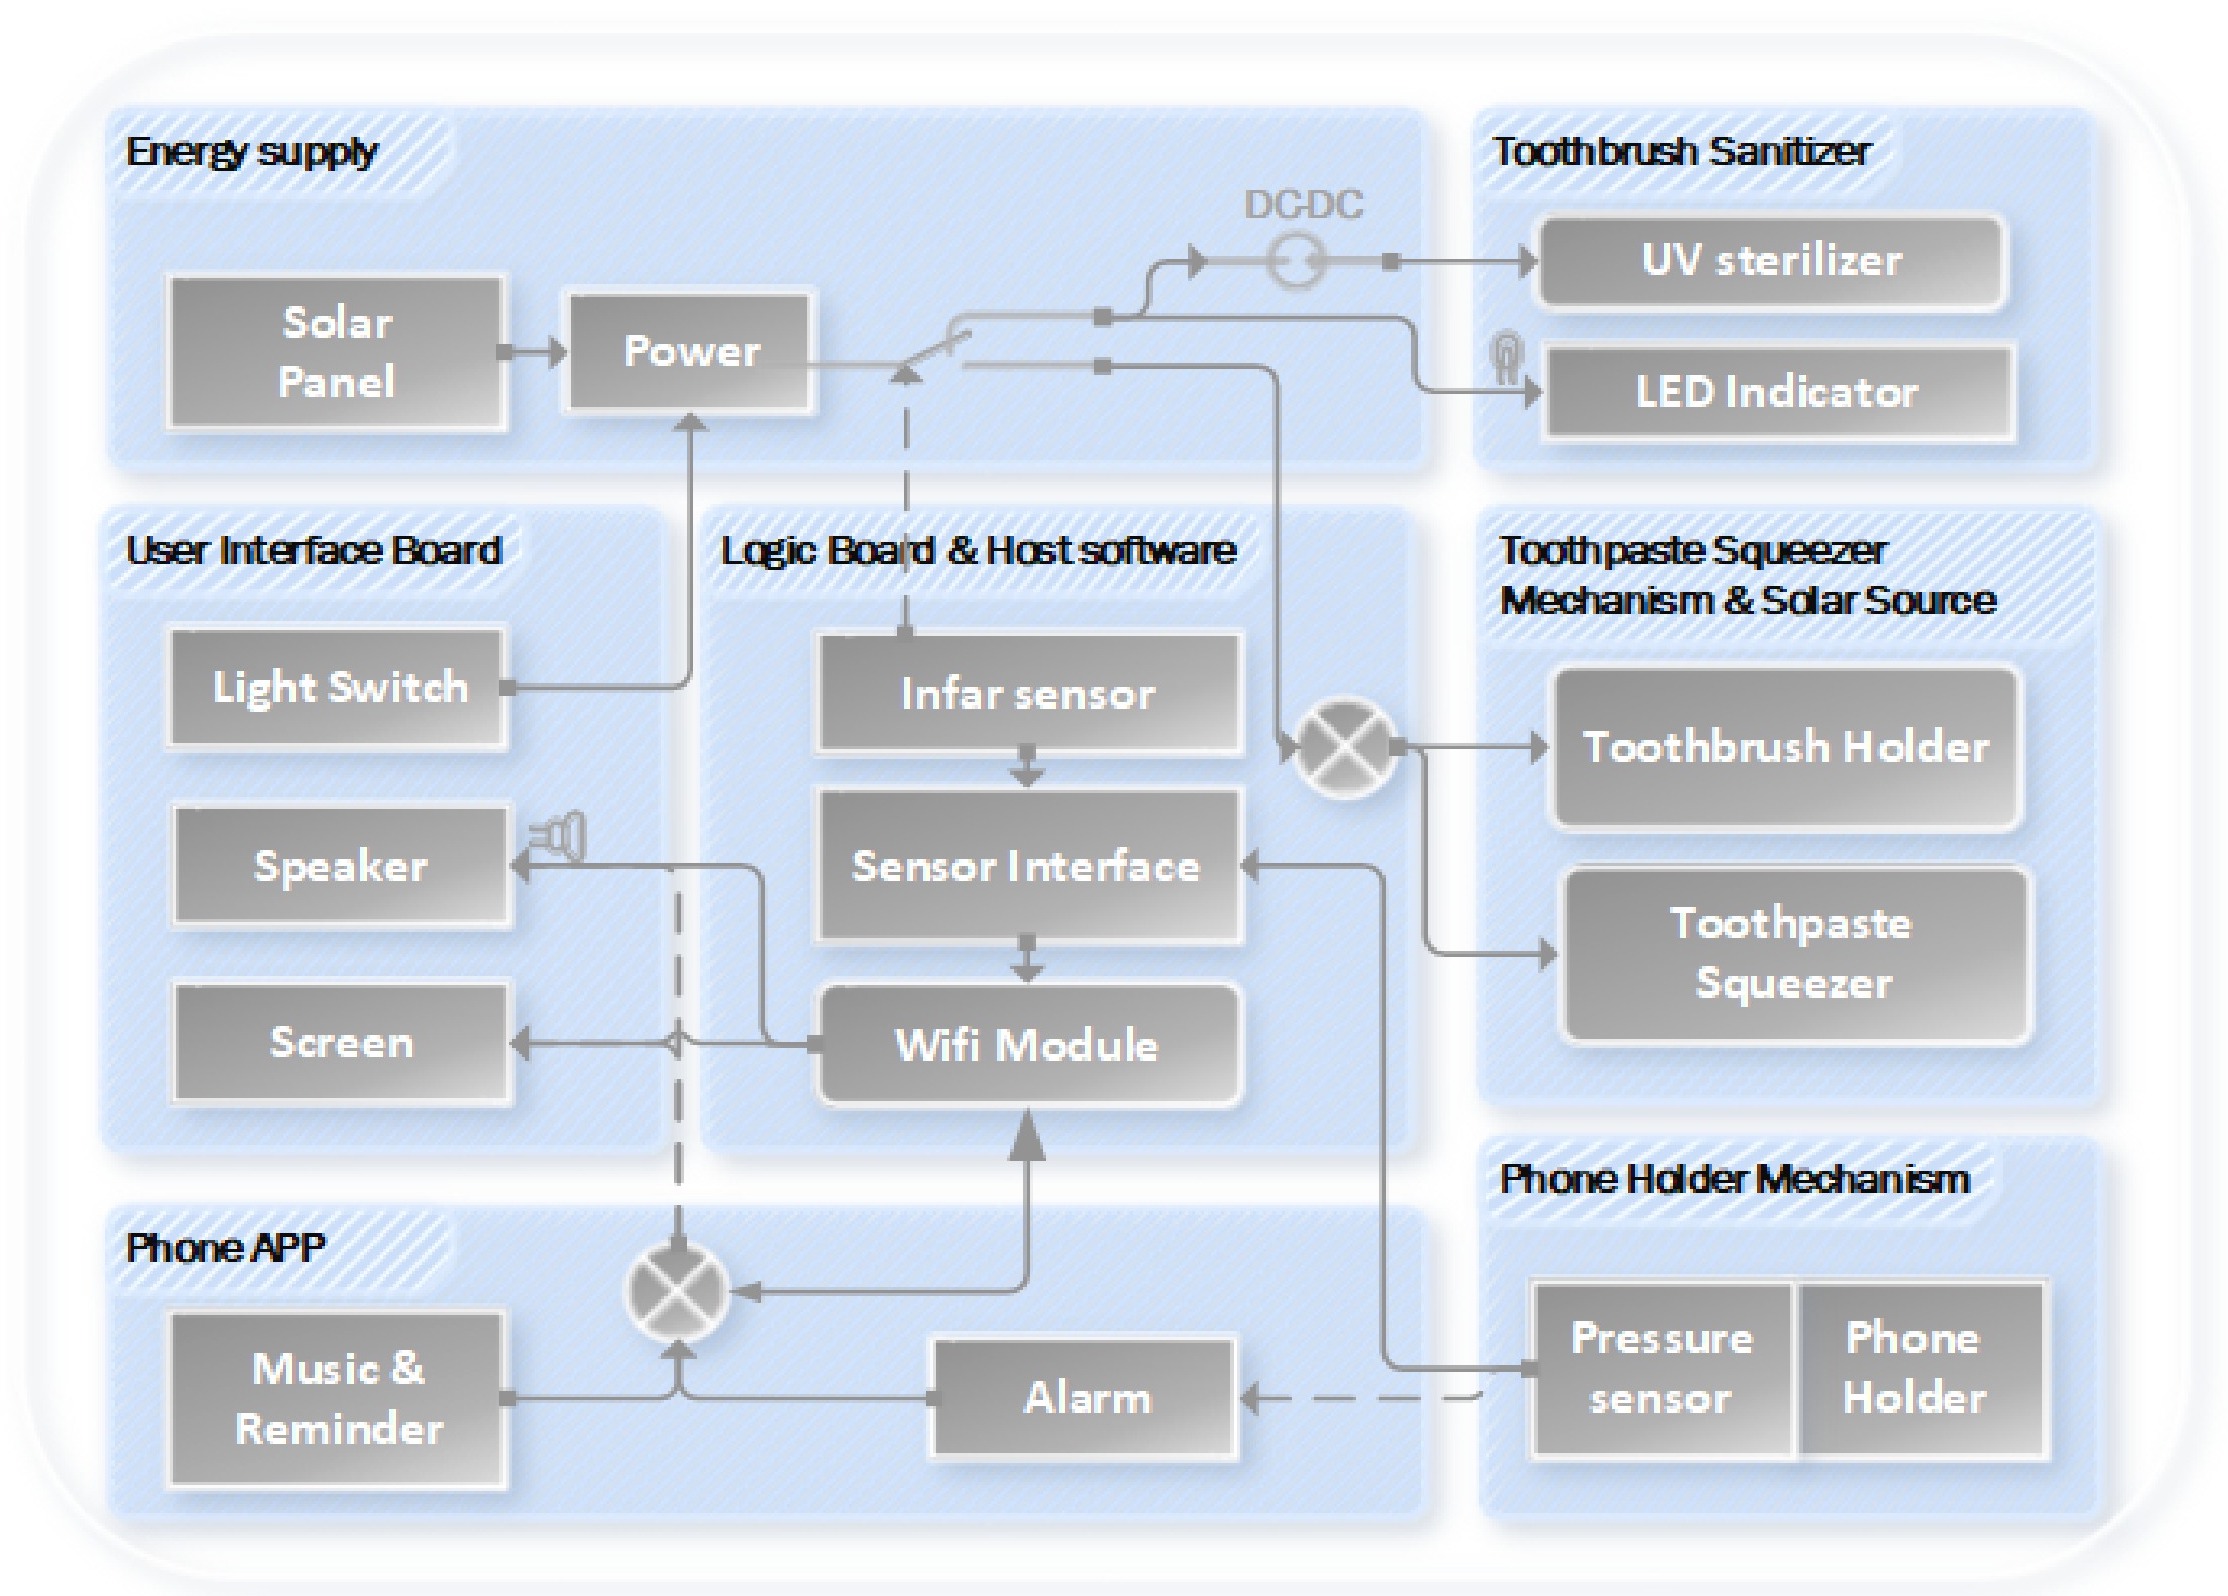 Energy supply
Toothbrush Sanitizer
DC-DC
UV sterilizer
Solar
Panel
Power
LED Indicator
User Interface Board
Logic Board & Host software
Toothpaste Squeezer
Mechanism & Solar Source
Light Switch
Infar sensor
Toothbrush Holder
Speaker
Sensor Interface
Toothpaste
Squeezer
Screen
Wifi Module
Phone Holder Mechanism
Phone APP
Music &
Reminder
Alarm
Pressure
sensor
Phone
Holder